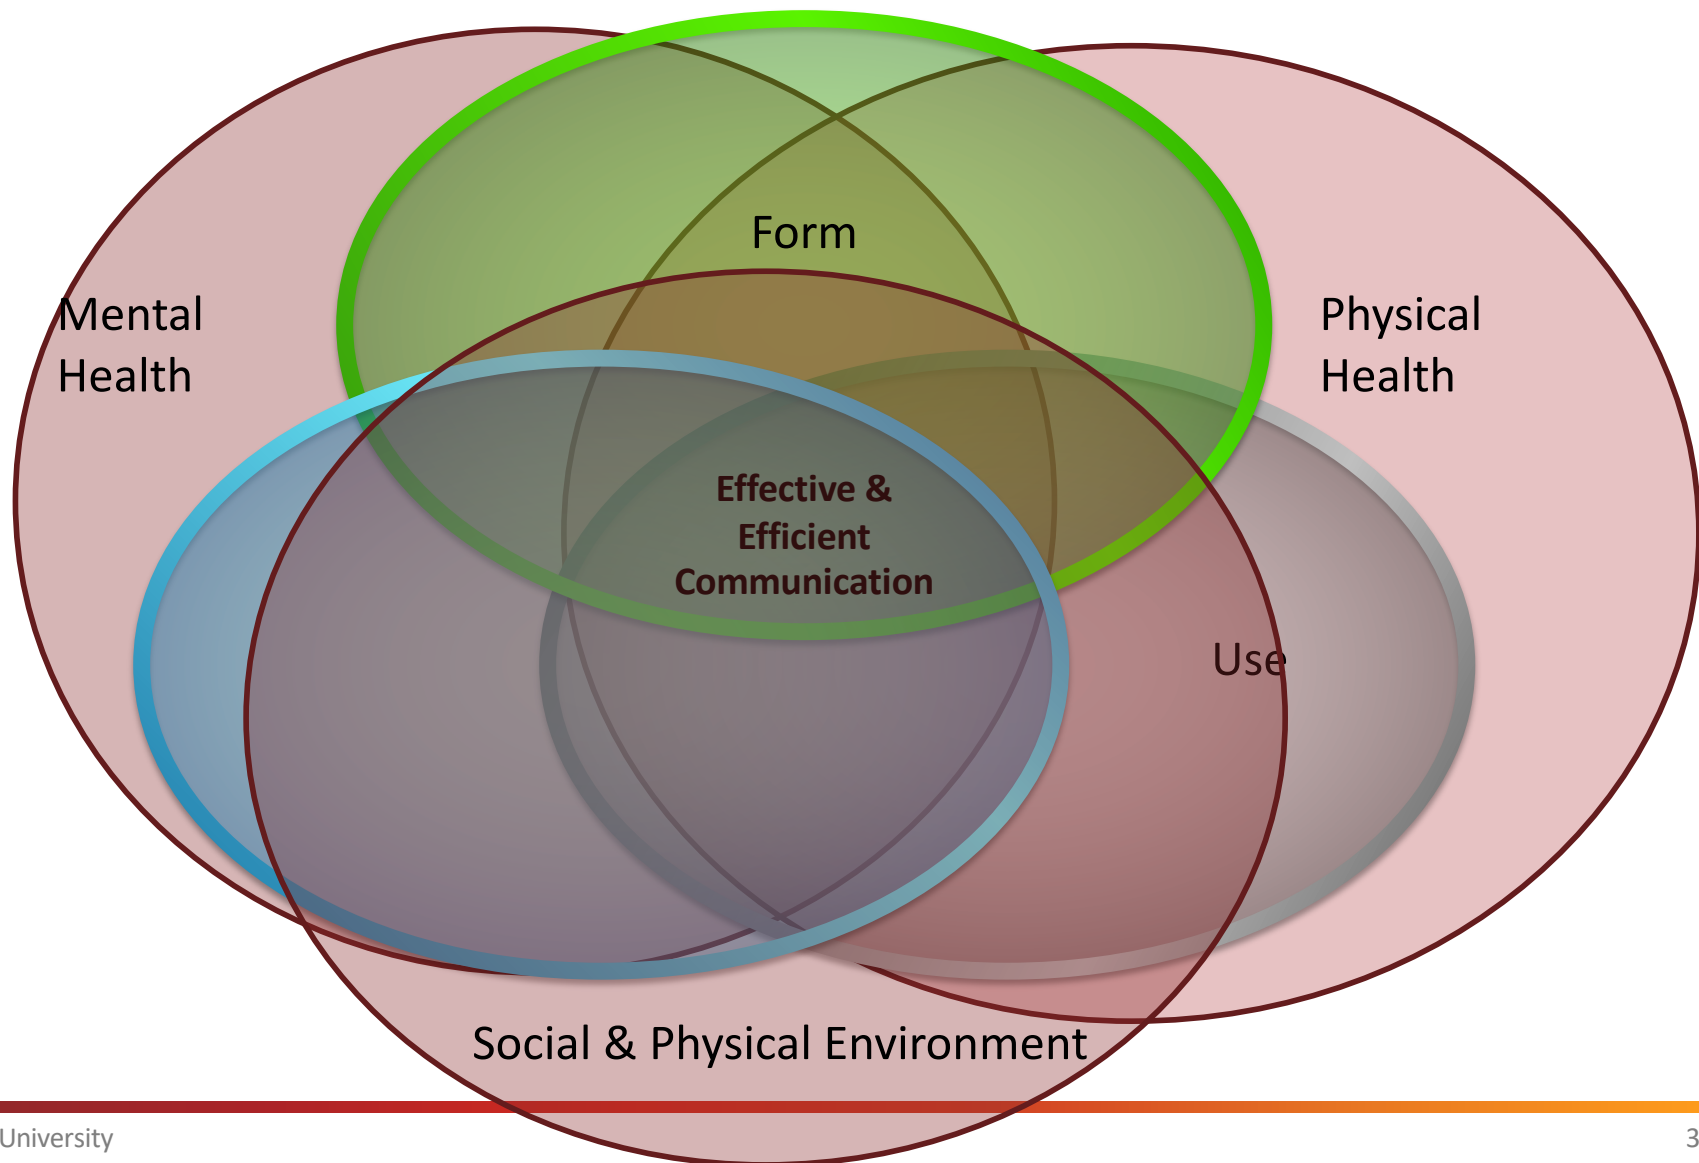 Form
Mental
Health
Physical
Health
Effective &
Efficient
Communication
Use
Social & Physical Environment
University
3